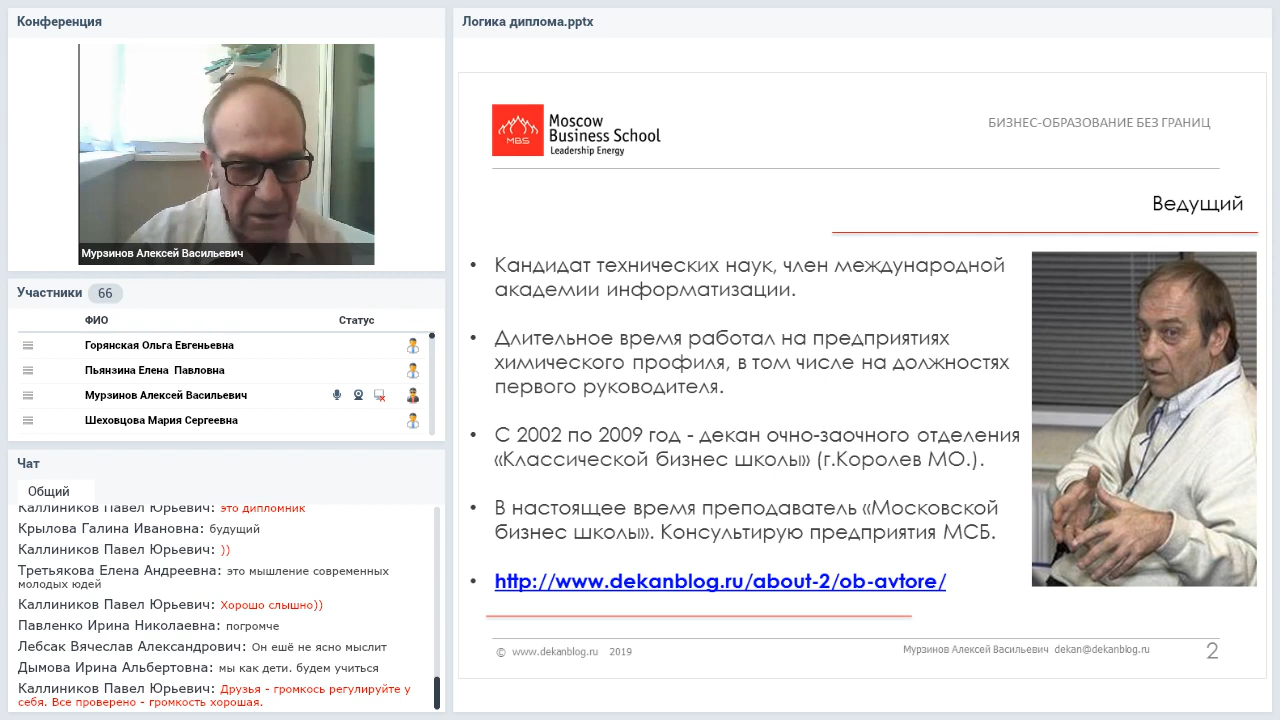 Конференция
Мурзинов Алексей Васильевич
Участники 66
ФИО Статус
Горянская Ольга Евгеньевна
Пьянзина Елена Павловна
Мурзинов Алексей Васильевич
Шеховцова Мария Сергеевна
Чат
Общий
Каллиников Павел Юрьевич: это дипломник
Крылова Галина Ивановна: будущий
Каллиников Павел Юрьевич: ))
Третьякова Елена Андреевна: это мышление современных
молодых юдей
Каллиников Павел Юрьевич: Хорошо слышно))
Павленко Ирина Николаевна: погромче
Лебсак Вячеслав Александрович: Он ешё не ясно мыслит
Дымова Ирина Альбертовна: мы как дети. будем учиться
Каллиников Павел Юрьевич: Друзья - громкось регулируйте у
себя. Все проверено - громкость хорошая.
Логика диплома.pptx
MBS
Moscow
Business School
Leadership Energy
БИЗНЕС-ОБРАЗОВАНИЕ БЕЗ ГРАНИЦ
Ведущий
• Кандидат технических наук, член международной
академии информатизации.
• Длительное время работал на предприятиях
химического профиля, в том числе на должностях
первого руководителя.
• С 2002 по 2009 год - декан очно-заочного отделения
«Классической бизнес школы» (г.Королев МО.).
• В настоящее время преподаватель «Московской
бизнес школы». Консультирую предприятия МСБ.
• http://www.dekanblog.ru/about-2/ob-avtore/
© www.dekanblog.ru 2019
Мурзинов Алексей Васильевич dekan@dekanblog.ru
2